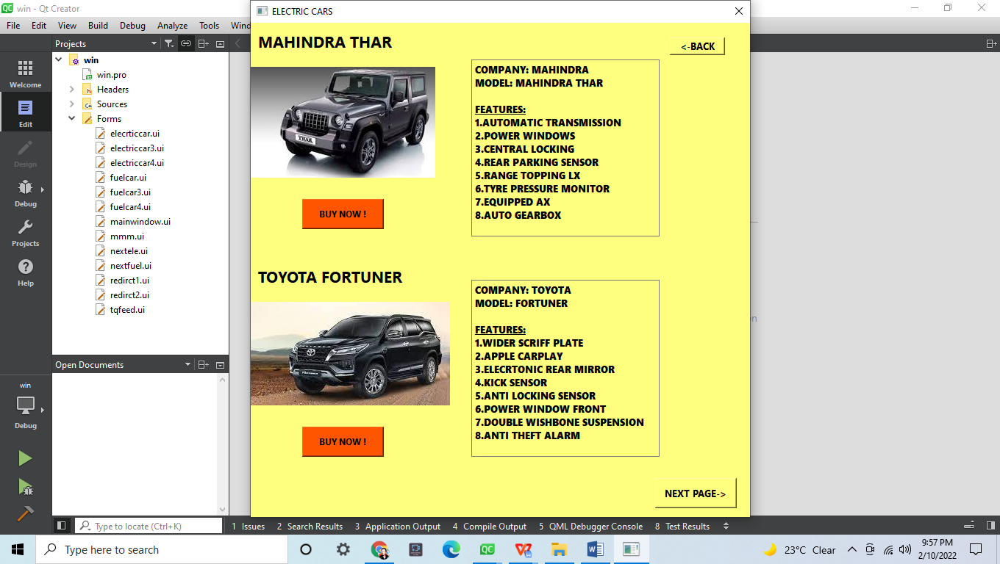 win - Qt Creator
ELECTRIC CARS
File Edit View Build Debug Analyze Tools Wind
Projects
MAHINDRA THAR
<-BACK
win
win.pro
Headers
Sources
Forms
elecrticcar.ui
electriccar3.ui
electriccar4.ui
fuelcar.ui
fuelcar3.ui
fuelcar4.ui
mainwindow.ui
mmm.ui
nextele.ui
nextfuel.ui
redirct1.ui
redirct2.ui
tqfeed.ui
Welcome
Edit
Design
Debug
Projects
Help
THAR
COMPANY: MAHINDRA
MODEL: MAHINDRA THAR
FEATURES:
1.AUTOMATIC TRANSMISSION
2.POWER WINDOWS
3.CENTRAL LOCKING
4.REAR PARKING SENSOR
5.RANGE TOPPING LX
6.TYRE PRESSURE MONITOR
7.EQUIPPED AX
8.AUTO GEARBOX
BUY NOW !
TOYOTA FORTUNER
FORTUNER
COMPANY: TOYOTA
MODEL: FORTUNER
FEATURES:
1.WIDER SCRIFF PLATE
2.APPLE CARPLAY
3.ELECRTONIC REAR MIRROR
4.KICK SENSOR
5.ANTI LOCKING SENSOR
6.POWER WINDOW FRONT
7.DOUBLE WISHBONE SUSPENSION
8.ANTI THEFT ALARM
BUY NOW !
NEXT PAGE->
on
Open Documents
win
Debug
Type to locate (Ctrl+K)
1 Issues 2 Search Results 3 Application Output 4 Compile Output 5 QML Debugger Console 8 Test Results
Type here to search
23°C Clear
9:57 PM
2/10/2022